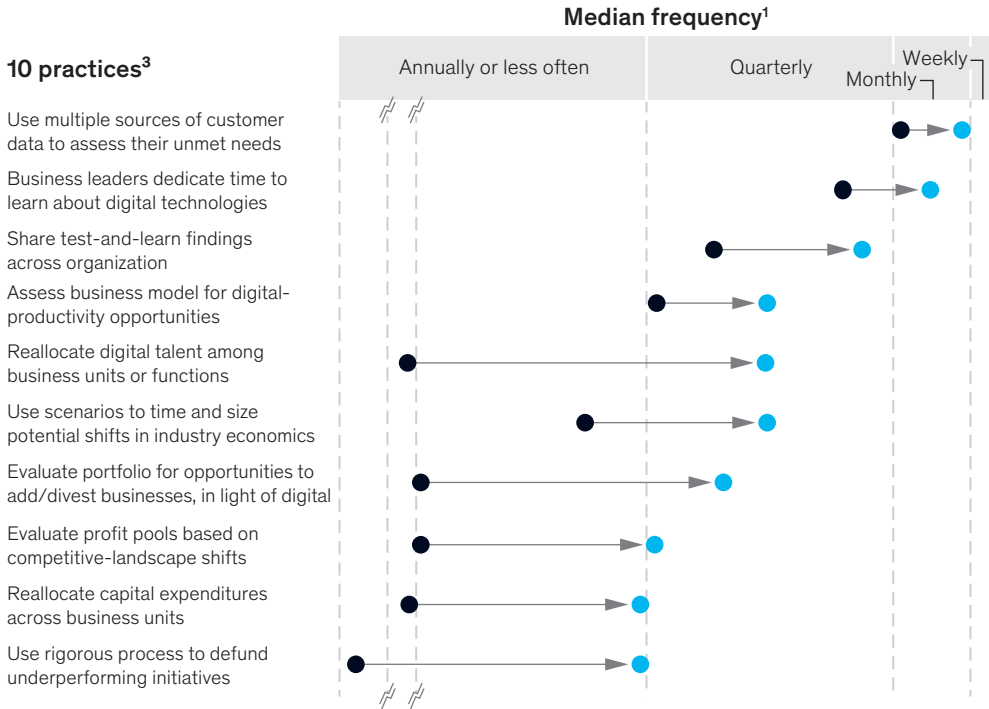 Median frequency¹
10 practices³
Annually or less often
Quarterly
Monthly
Weekly
Use multiple sources of customer
data to assess their unmet needs
Business leaders dedicate time to
learn about digital technologies
Share test-and-learn findings
across organization
Assess business model for digital-
productivity opportunities
Reallocate digital talent among
business units or functions
Use scenarios to time and size
potential shifts in industry economics
Evaluate portfolio for opportunities to
add/divest businesses, in light of digital
Evaluate profit pools based on
competitive-landscape shifts
Reallocate capital expenditures
across business units
Use rigorous process to defund
underperforming initiatives